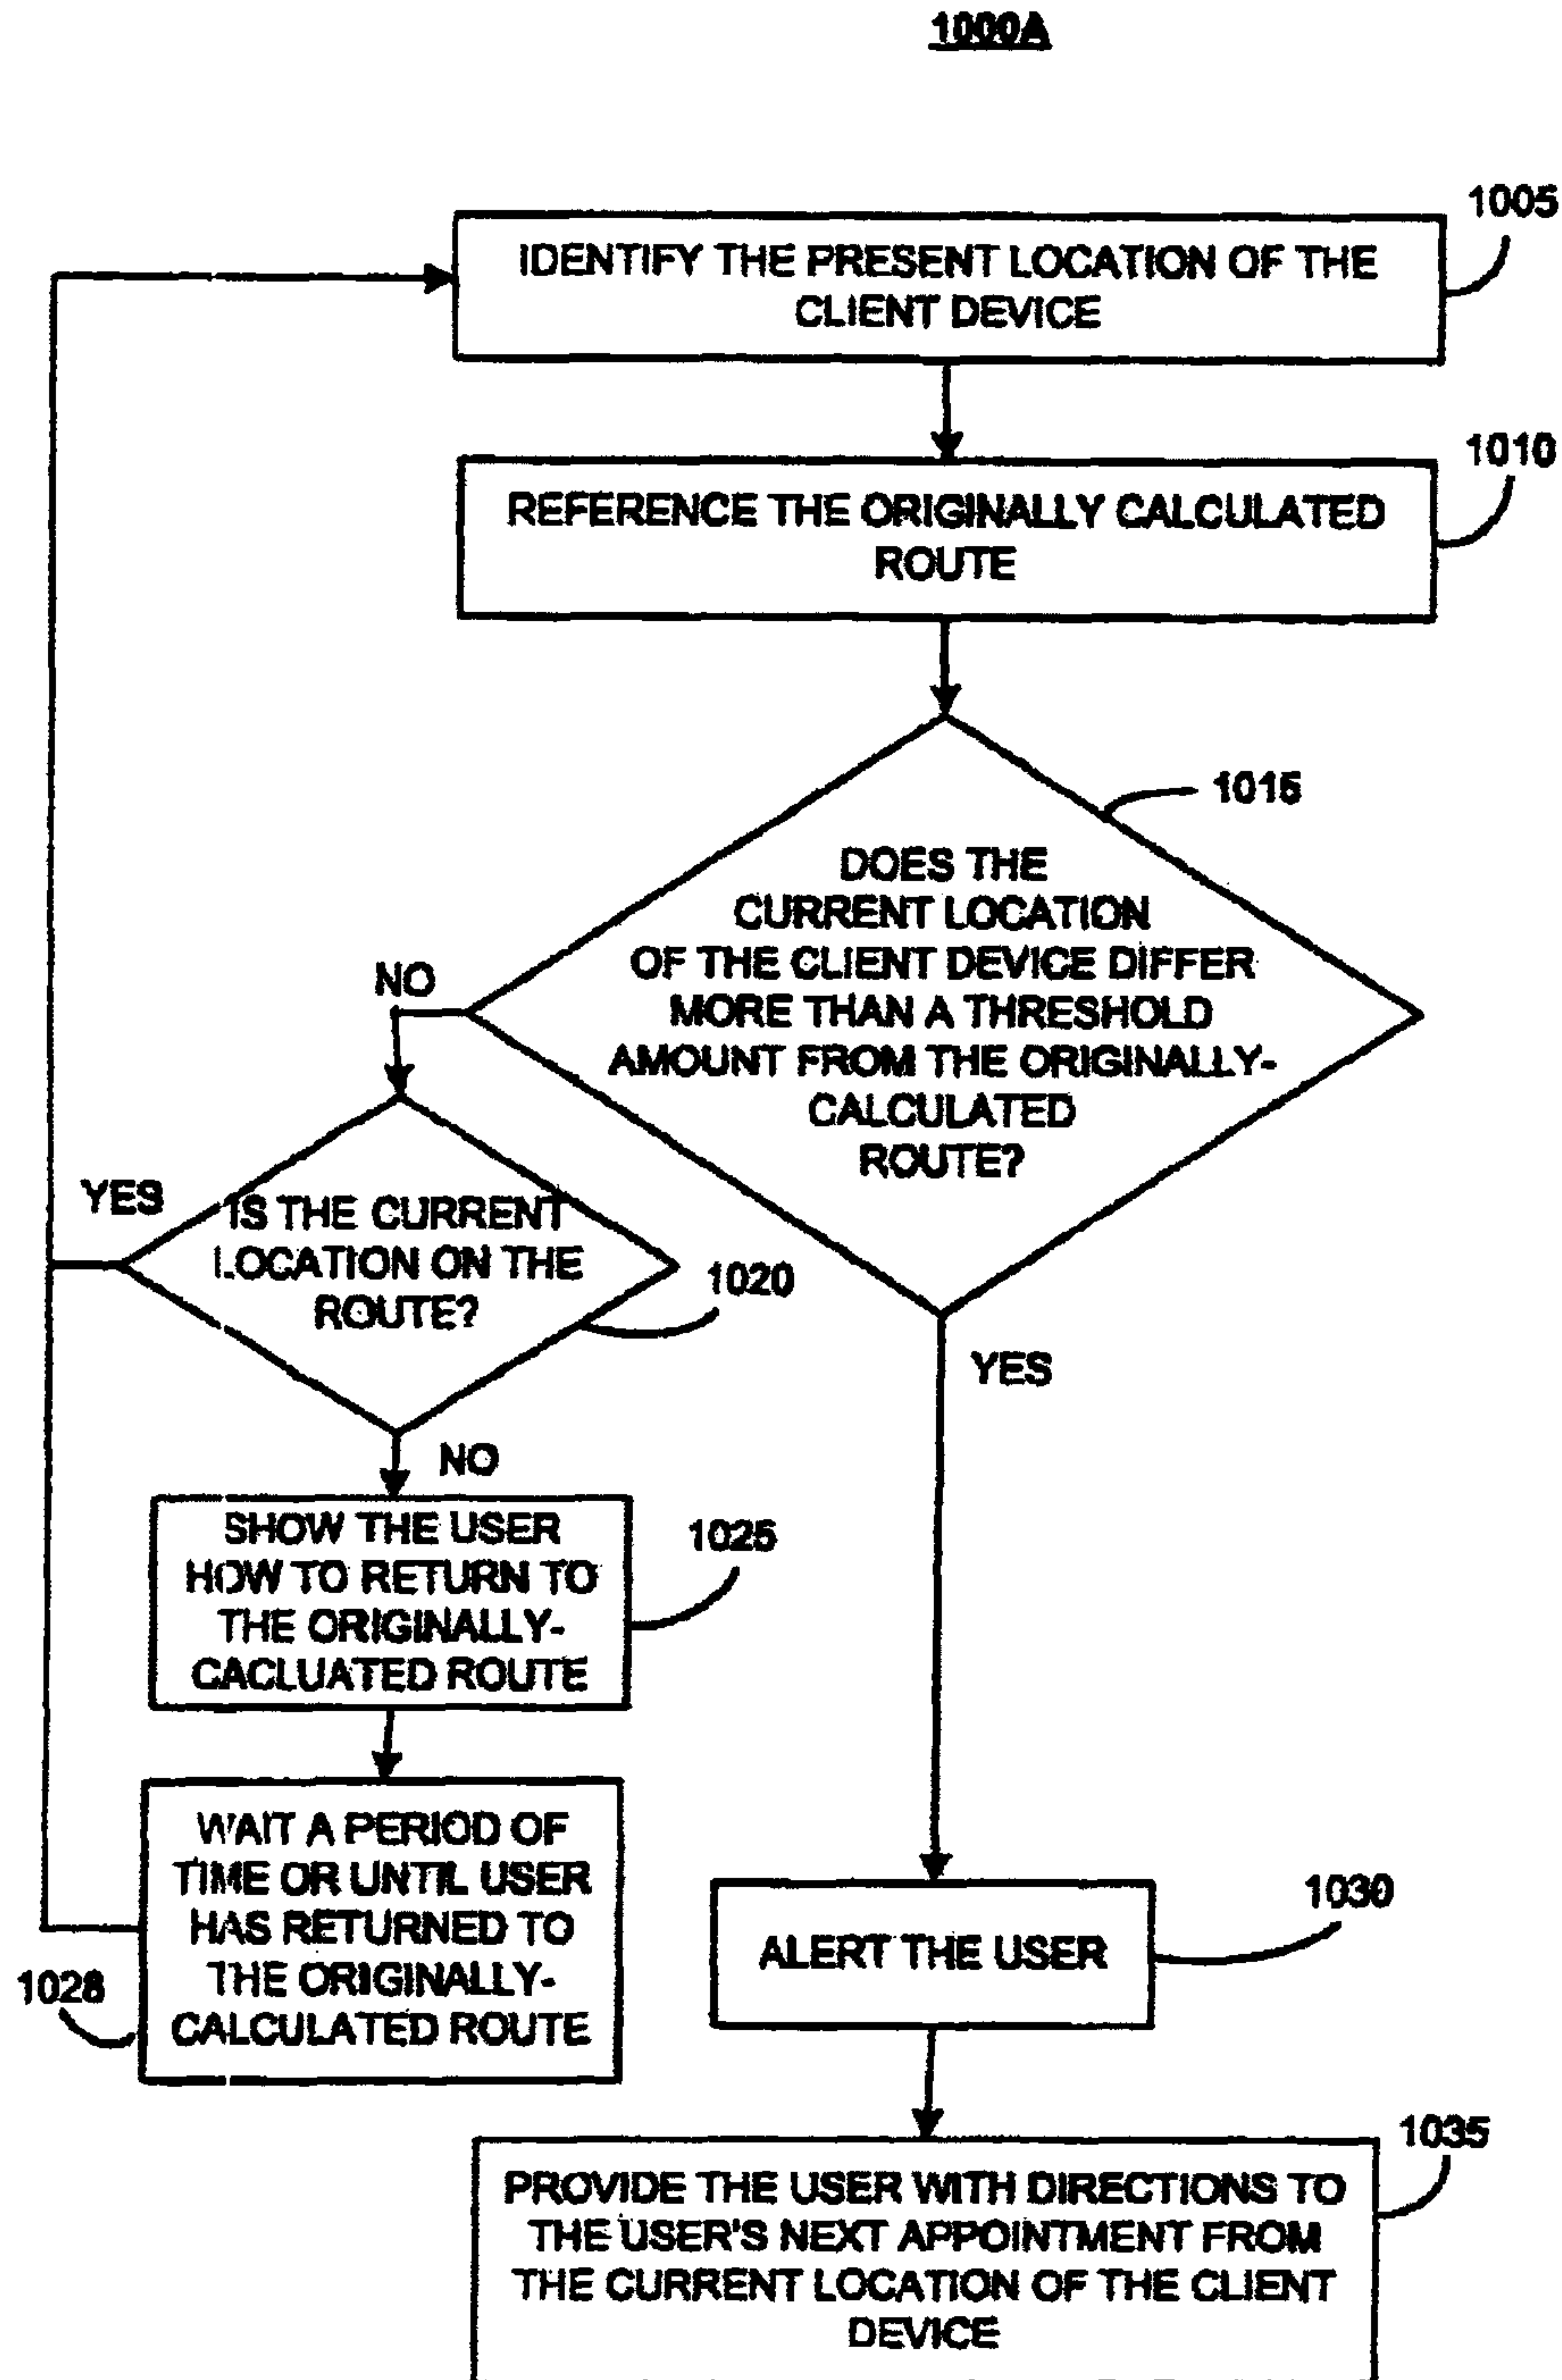 1000A
1005
IDENTIFY THE PRESENT LOCATION OF THE
CLIENT DEVICE
1010
REFERENCE THE ORIGINALLY CALCULATED
ROUTE
1015
DOES THE
CURRENT LOCATION
OF THE CLIENT DEVICE DIFFER
MORE THAN A THRESHOLD
AMOUNT FROM THE ORIGINALLY-
CALCULATED
ROUTE?
NO
YES
IS THE CURRENT
LOCATION ON THE
ROUTE?
1020
YES
NO
SHOW THE USER
HOW TO RETURN TO
THE ORIGINALLY-
CACLUATED ROUTE
1025
WAIT A PERIOD OF
TIME OR UNTIL USER
HAS RETURNED TO
THE ORIGINALLY-
CALCULATED ROUTE
1028
1030
ALERT THE USER
1035
PROVIDE THE USER WITH DIRECTIONS TO
THE USER'S NEXT APPOINTMENT FROM
THE CURRENT LOCATION OF THE CLIENT
DEVICE